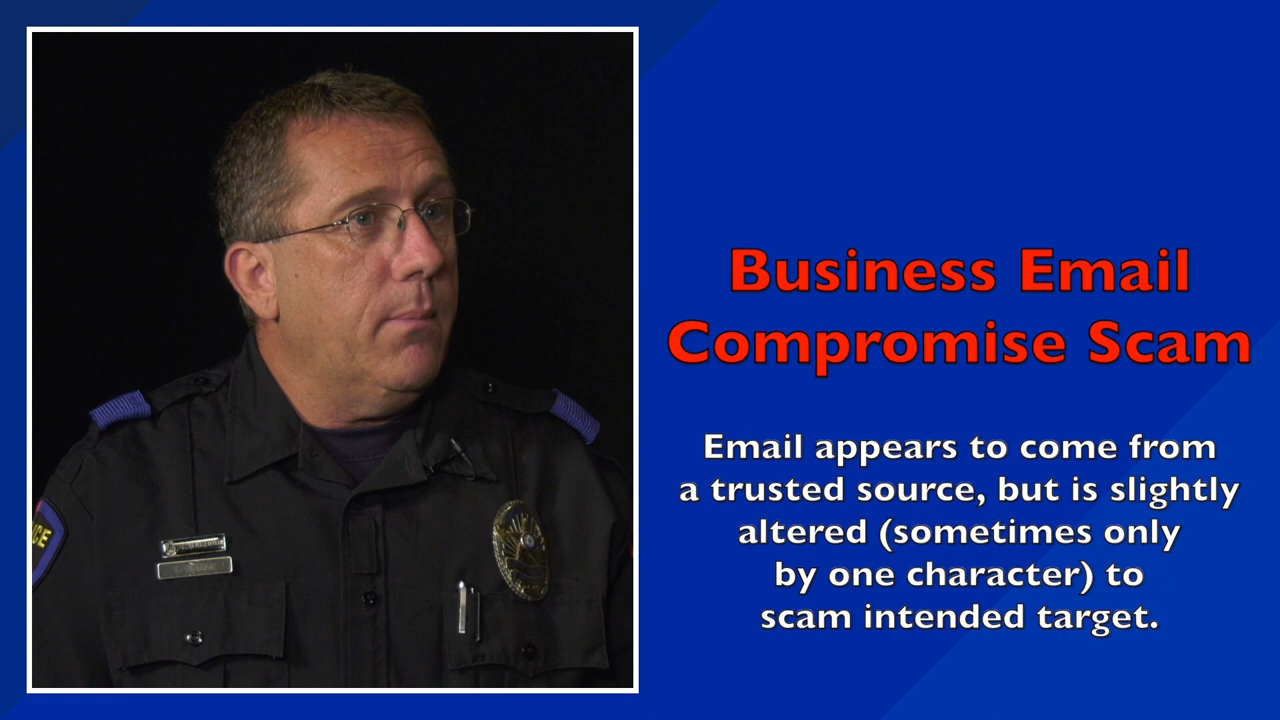 Business Email
Compromise Scam
Email appears to come from
a trusted source, but is slightly
altered (sometimes only
by one character) to
scam intended target.